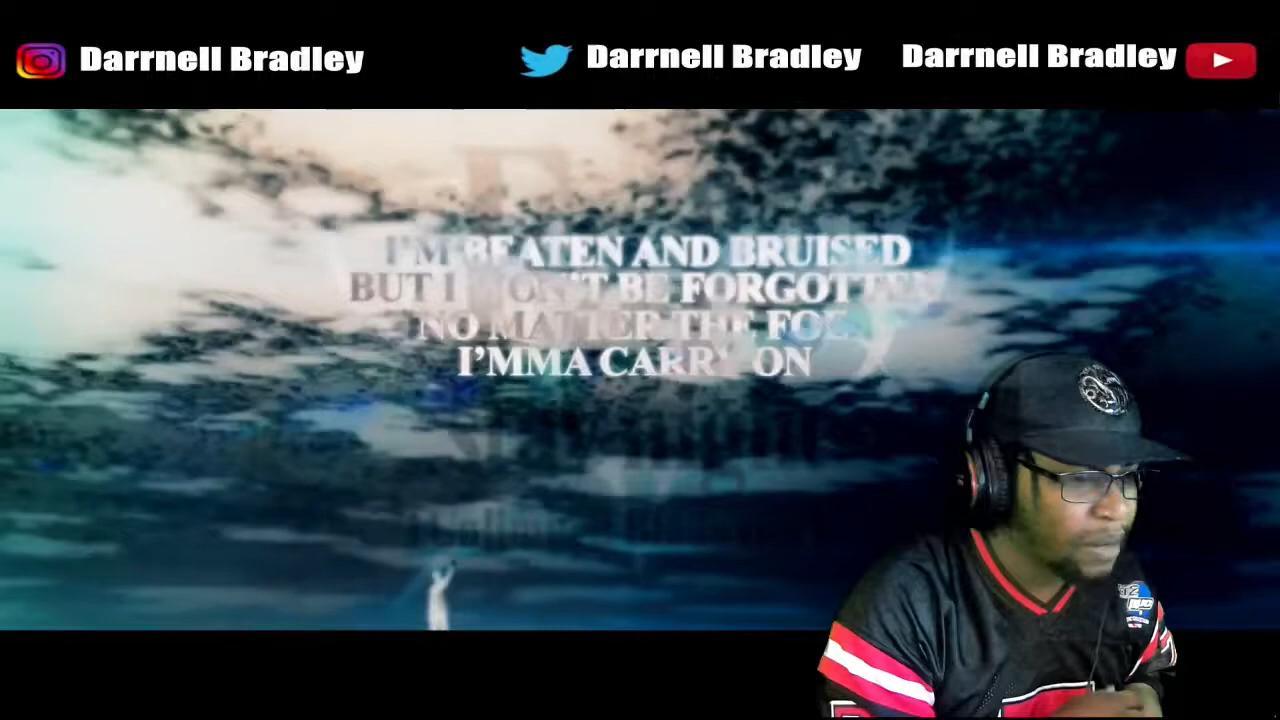 Darrnell Bradley
Darrnell Bradley
Darrnell Bradley
I'M BEATEN AND BRUISED
BUT I WON'T BE FORGOTTEN
NO MATTER THE
I'MMA CARRY ON